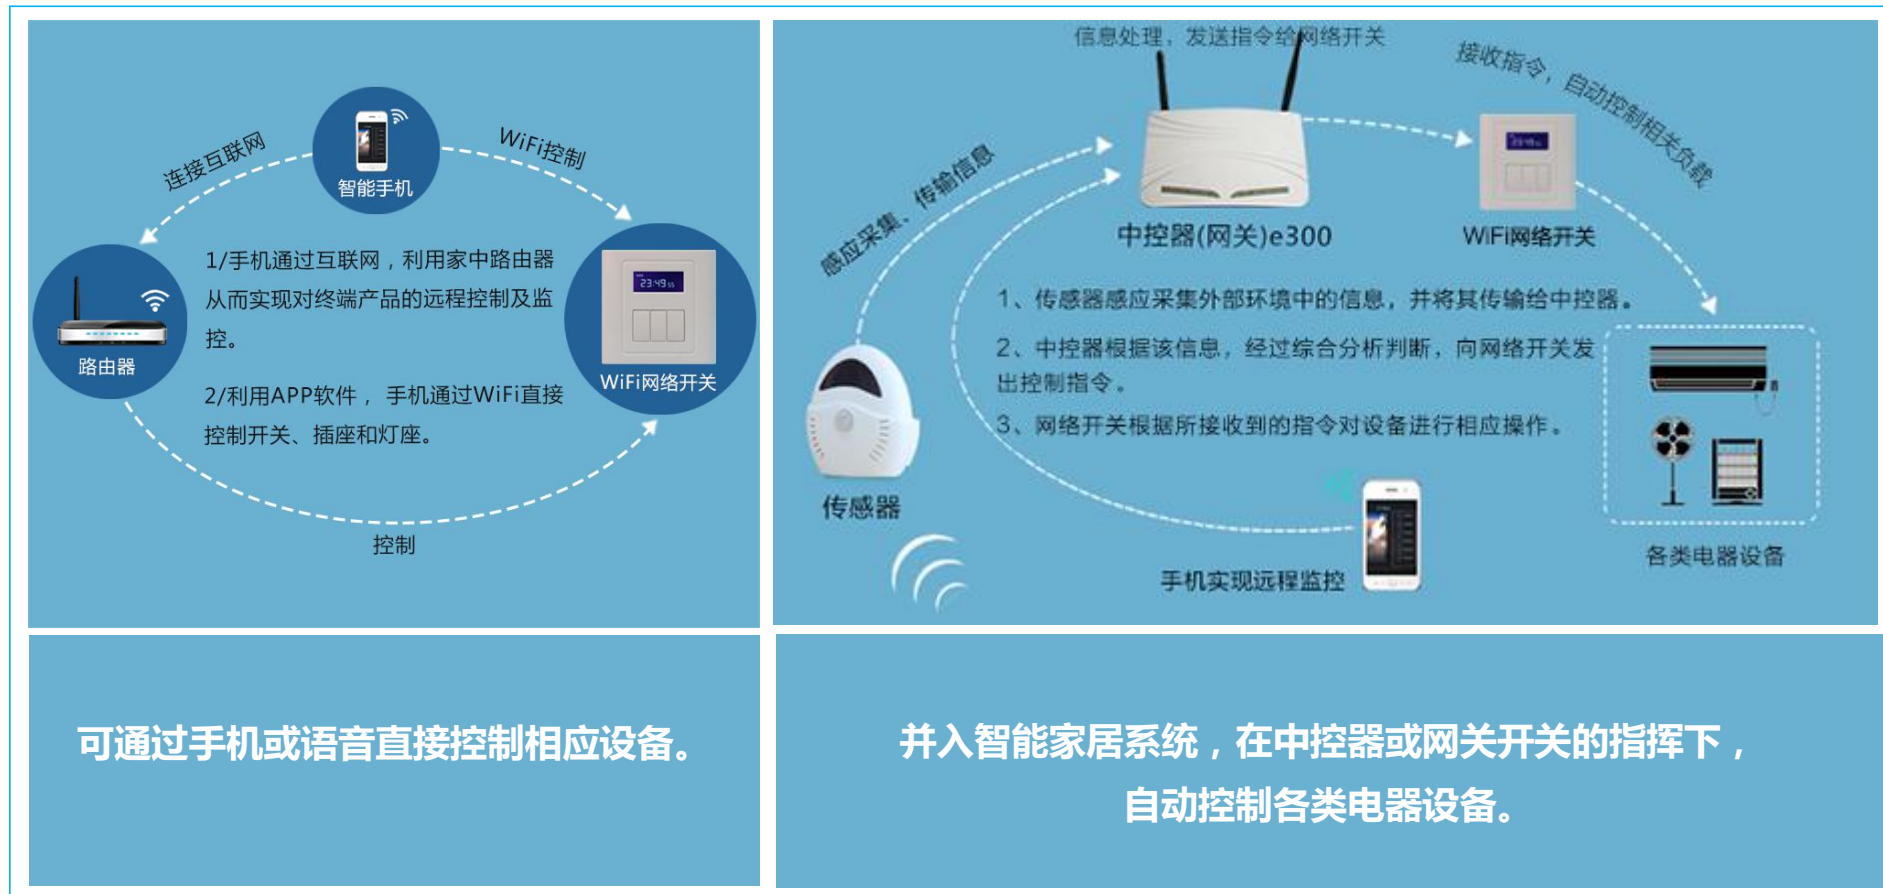 连接互联网
WiFi控制
智能手机
1/手机通过互联网，利用家中路由器
从而实现对终端产品的远程控制及监
控。
路由器
23:49
WiFi网络开关
2/利用APP软件， 手机通过WiFi直接
控制开关、插座和灯座。
控制
可通过手机或语音直接控制相应设备。
信息处理，发送指令给网络开关
接收指令，自动控制相关负载
感应采集、传输信息
中控器(网关)e300
WiFi网络开关
1、传感器感应采集外部环境中的信息，并将其传输给中控器。
2、中控器根据该信息，经过综合分析判断，向网络开关发
出控制指令。
3、网络开关根据所接收到的指令对设备进行相应操作。
传感器
手机实现远程监控
各类电器设备
并入智能家居系统，在中控器或网关开关的指挥下，
自动控制各类电器设备。